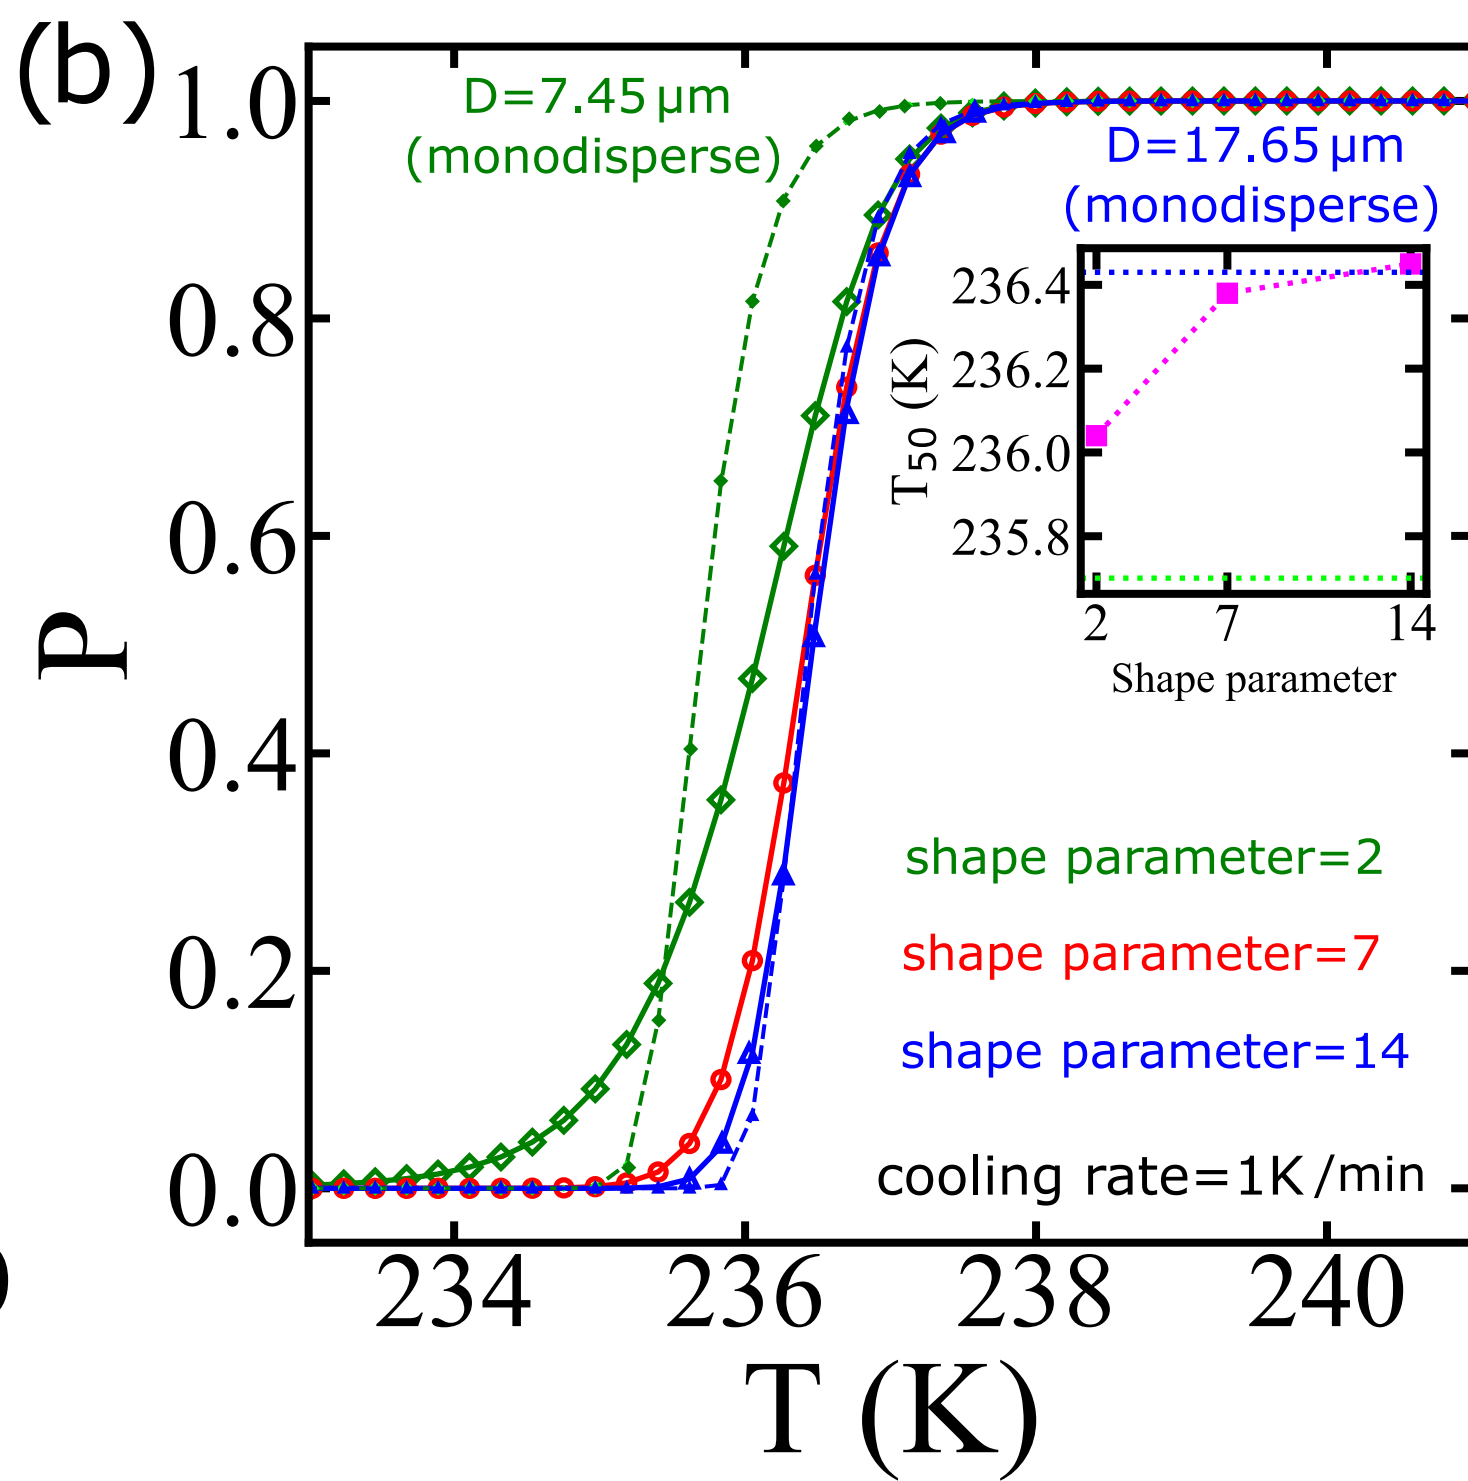 (b)
1.0
0.8
0.6
0.4
0.2
0.0
P
D=7.45 µm
(monodisperse)
D=17.65 µm
(monodisperse)
236.4
236.2
236.0
235.8
T50 (K)
2 7 14
Shape parameter
shape parameter=2
shape parameter=7
shape parameter=14
cooling rate=1K/min
234 236 238 240
T (K)